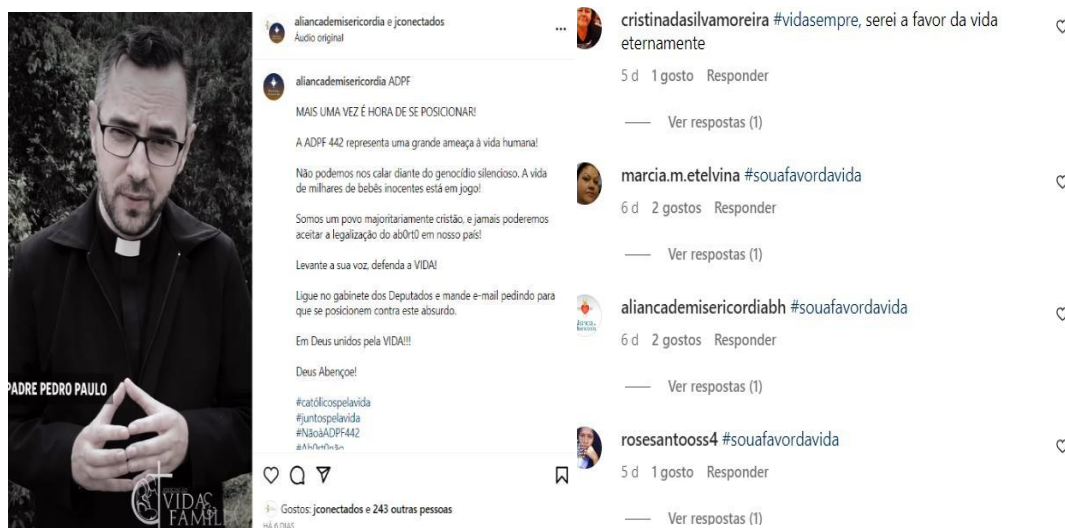 PADRE PEDRO PAULO
VIDA &
FAMÍLIA
aliancademisericordia e jconectados
Áudio original
aliancademisericordia ADPF
MAIS UMA VEZ É HORA DE SE POSICIONAR!
A ADPF 442 representa uma grande ameaça à vida humana!
Não podemos nos calar diante do genocídio silencioso. A vida
de milhares de bebês inocentes está em jogo!
Somos um povo majoritariamente cristão, e jamais poderemos
aceitar a legalização do ab0rt0 em nosso país!
Levante a sua voz, defenda a VIDA!
Ligue no gabinete dos Deputados e mande e-mail pedindo para
que se posicionem contra este absurdo.
Em Deus unidos pela VIDA!!!
Deus Abençoe!
#católicospelavida
#juntospelavida
#NãoàADPF442
#Ab0rt0não
Gostos: jconectados e 243 outras pessoas
HÁ 6 DIAS
cristinadasilvamoreira #vidasempre, serei a favor da vida
eternamente
5 d 1 gosto Responder
Ver respostas (1)
marcia.m.etelvina #souafavordavida
6 d 2 gostos Responder
Ver respostas (1)
aliancademisericordiabh #souafavordavida
6 d 2 gostos Responder
Ver respostas (1)
rosesantooss4 #souafavordavida
5 d 1 gosto Responder
Ver respostas (1)